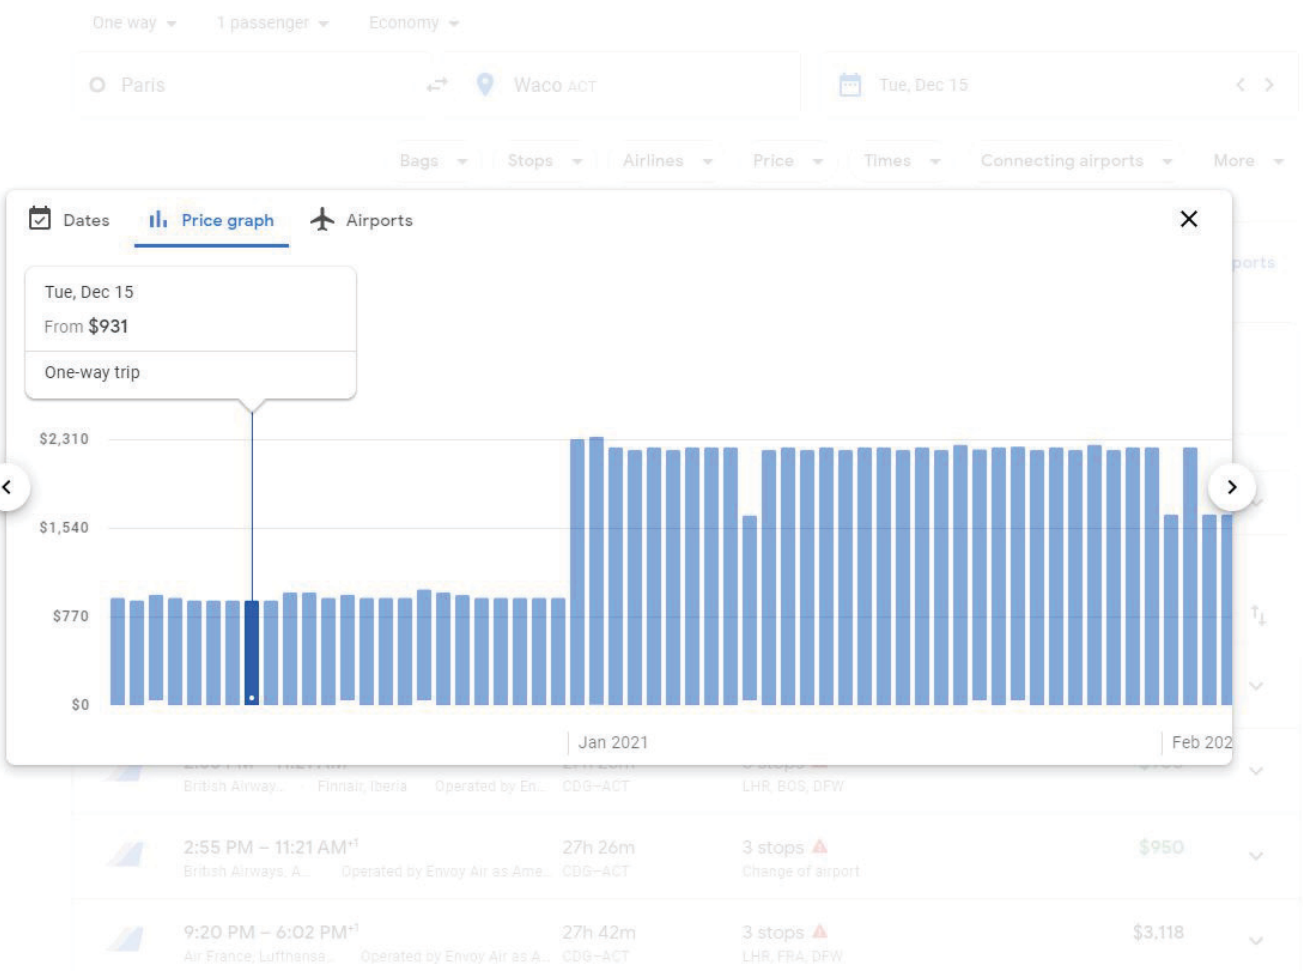 One way 1 passenger Economy
Paris Waco ACT Tue, Dec 15
Bags Stops Airlines Price Times Connecting airports More
Dates Price graph Airports
ports
Tue, Dec 15
From $931
One-way trip
$2,310
$1,540
$770
$0
Jan 2021 Feb 202
British Airway... · Finnair, Iberia Operated by En... CDG–ACT LHR, BOS, DFW
2:55 PM – 11:21 AM+1 27h 26m 3 stops $950
British Airways, A... Operated by Envoy Air as Ame... CDG–ACT Change of airport
9:20 PM – 6:02 PM+1 27h 42m 3 stops $3,118
Air France, Lufthansa... Operated by Envoy Air as A... CDG–ACT LHR, FRA, DFW